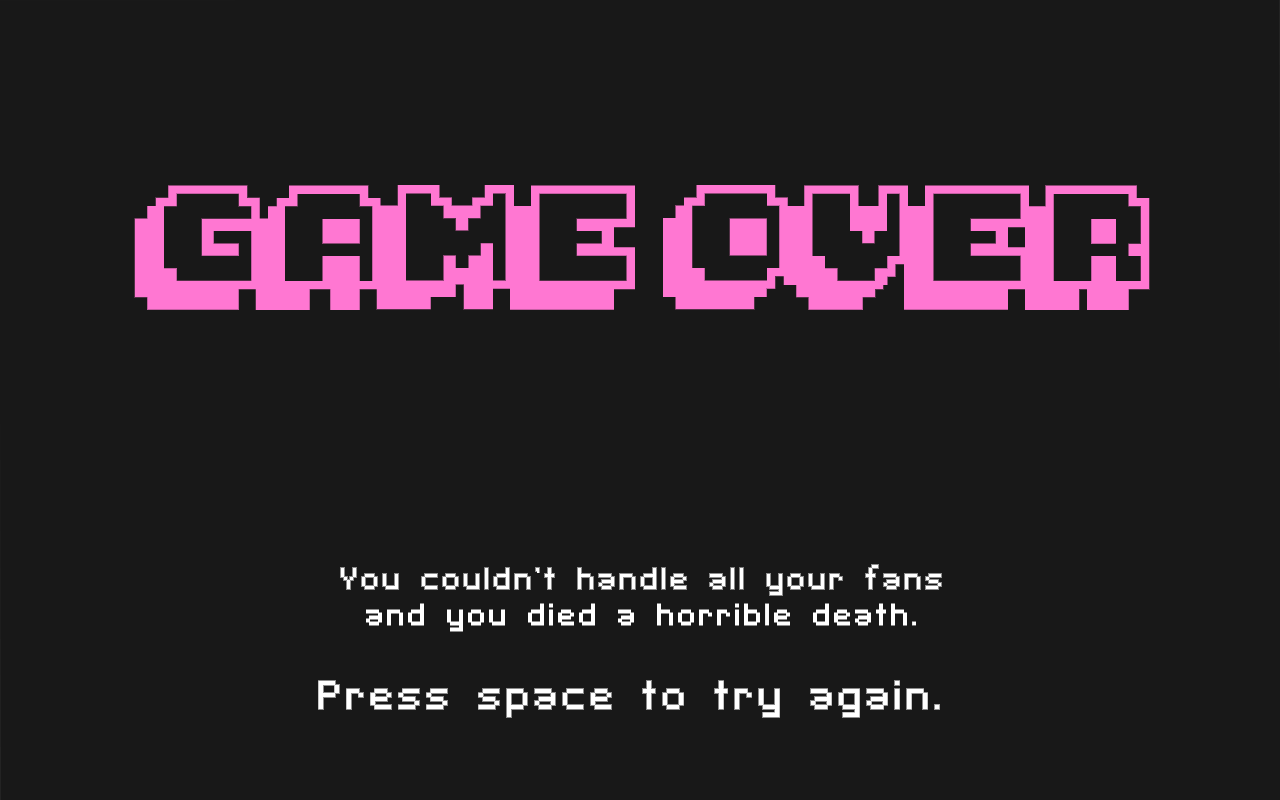 GAME OVER
You couldn't handle all your fans
and you died a horrible death.
Press space to try again.